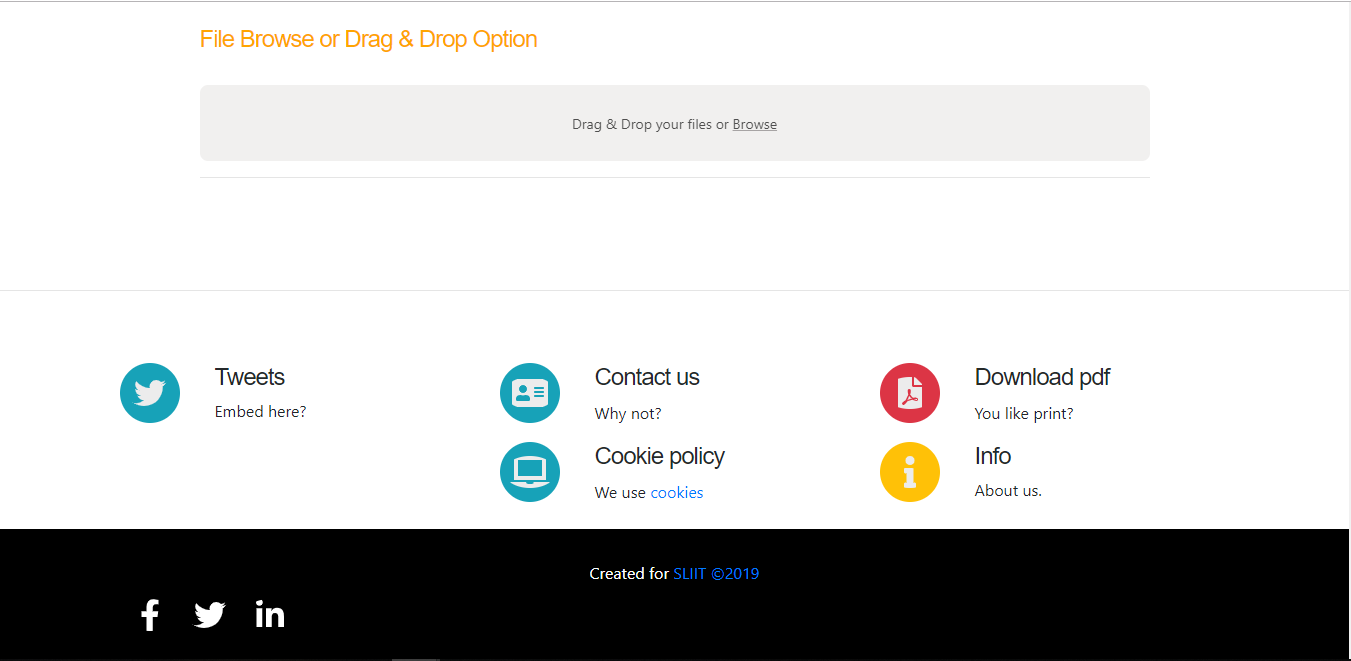 File Browse or Drag & Drop Option
Drag & Drop your files or Browse
Tweets
Embed here?
Contact us
Why not?
Download pdf
You like print?
Cookie policy
We use cookies
Info
About us.
Created for SLIIT ©2019